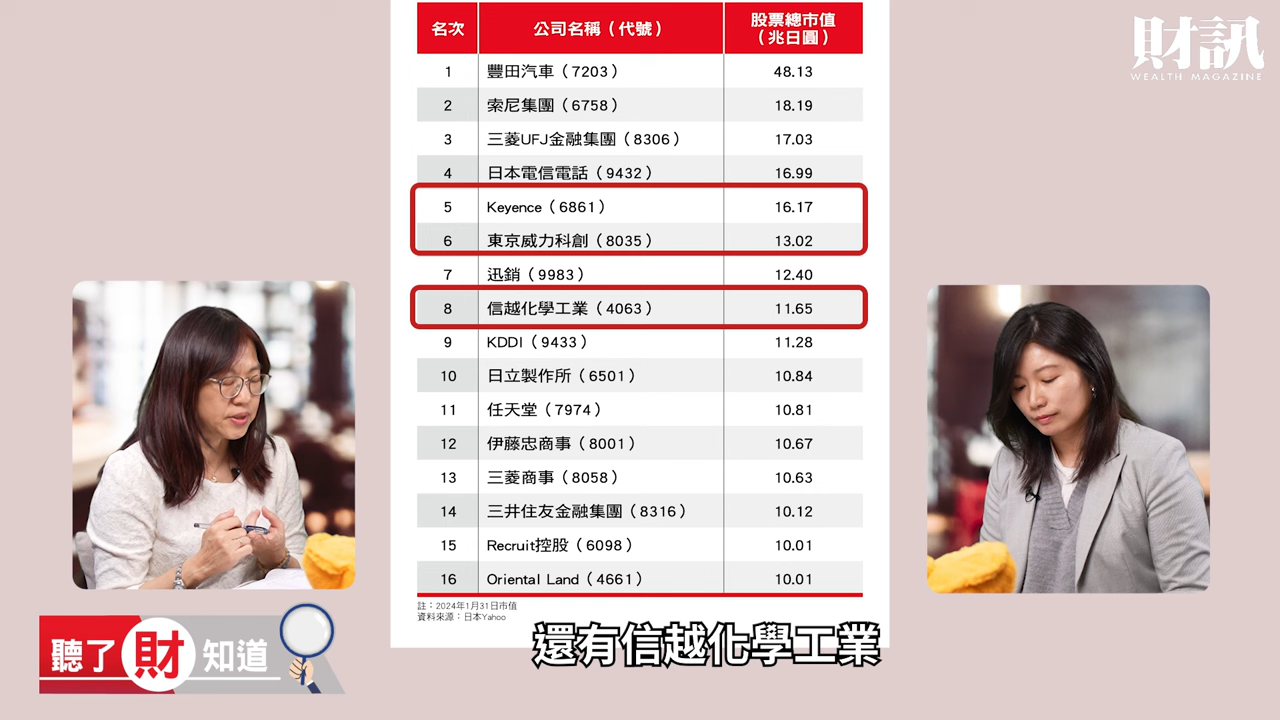 名次 公司名稱（代號） 股票總市值（兆日圓）
1 豐田汽車（7203） 48.13
2 索尼集團（6758） 18.19
3 三菱UFJ金融集團（8306） 17.03
4 日本電信電話（9432） 16.99
5 Keyence（6861） 16.17
6 東京威力科創（8035） 13.02
7 迅銷（9983） 12.40
8 信越化學工業（4063） 11.65
9 KDDI（9433） 11.28
10 日立製作所（6501） 10.84
11 任天堂（7974） 10.81
12 伊藤忠商事（8001） 10.67
13 三菱商事（8058） 10.63
14 三井住友金融集團（8316） 10.12
15 Recruit控股（6098） 10.01
16 Oriental Land（4661） 10.01
註：2024年1月31日市值
資料來源：日本Yahoo
財訊
WEALTH MAGAZINE
聽了財知道
還有信越化學工業